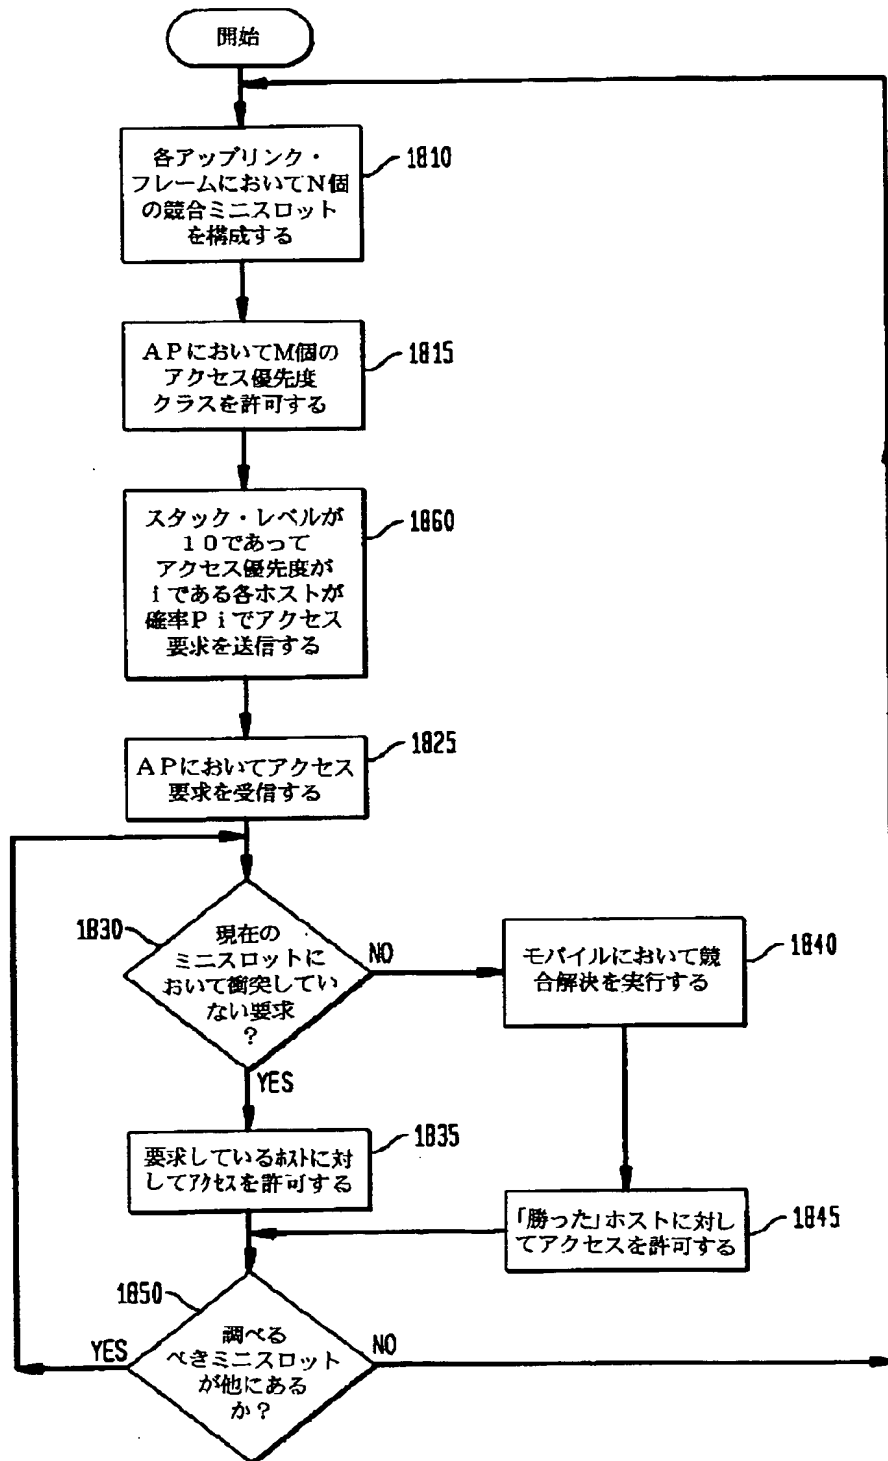 開始
各アップリンク・
フレームにおいてN個
の競合ミニスロット
を構成する
1810
APにおいてM個の
アクセス優先度
クラスを許可する
1815
スタック・レベルが
10であって
アクセス優先度が
iである各ホストが
確率Piでアクセス
要求を送信する
1860
APにおいてアクセス
要求を受信する
1825
1830
現在の
ミニスロットに
おいて衝突してい
ない要求
?
NO
YES
モバイルにおいて競
合解決を実行する
1840
要求しているホストに対
してアクセスを許可する
1835
「勝った」ホストに対し
てアクセスを許可する
1845
1850
調べる
べきミニスロット
が他にある
か?
YES
NO